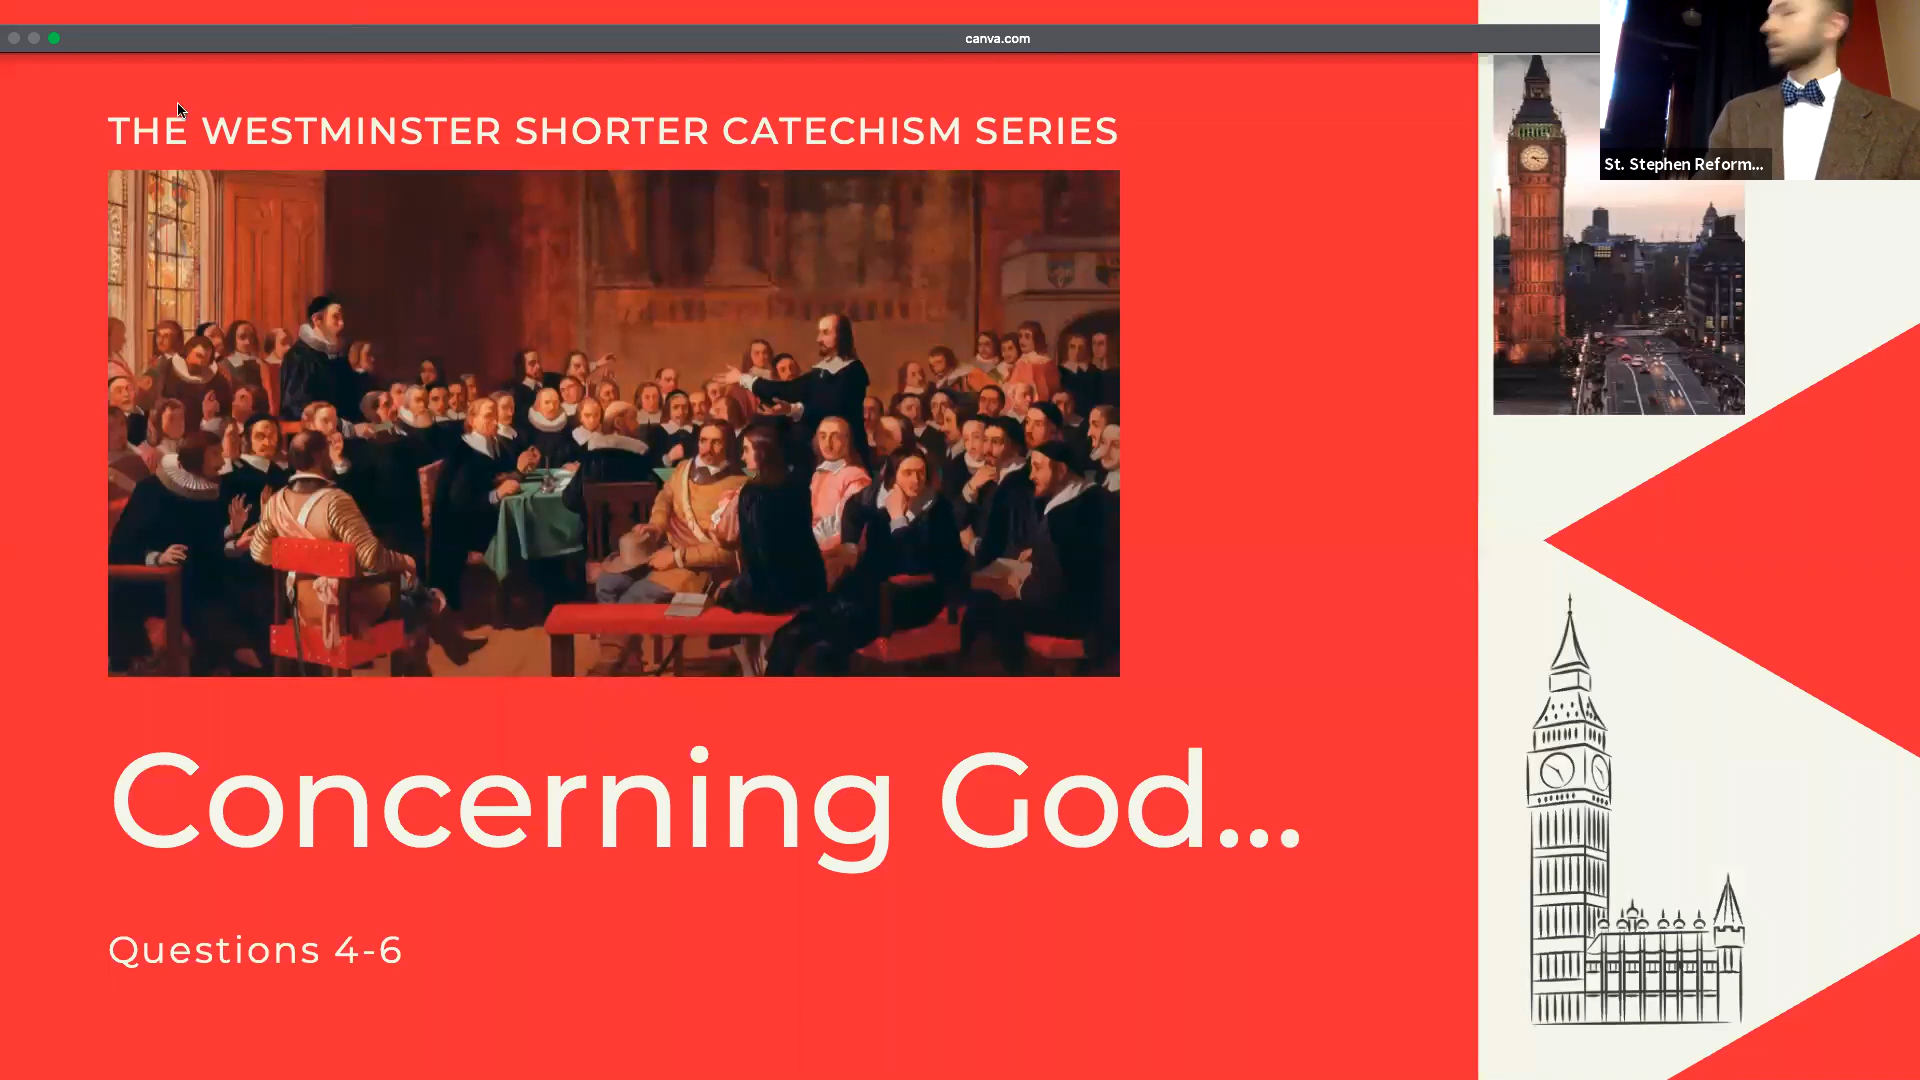 canva.com
THE WESTMINSTER SHORTER CATECHISM SERIES
St. Stephen Reform...
Concerning God...
Questions 4-6